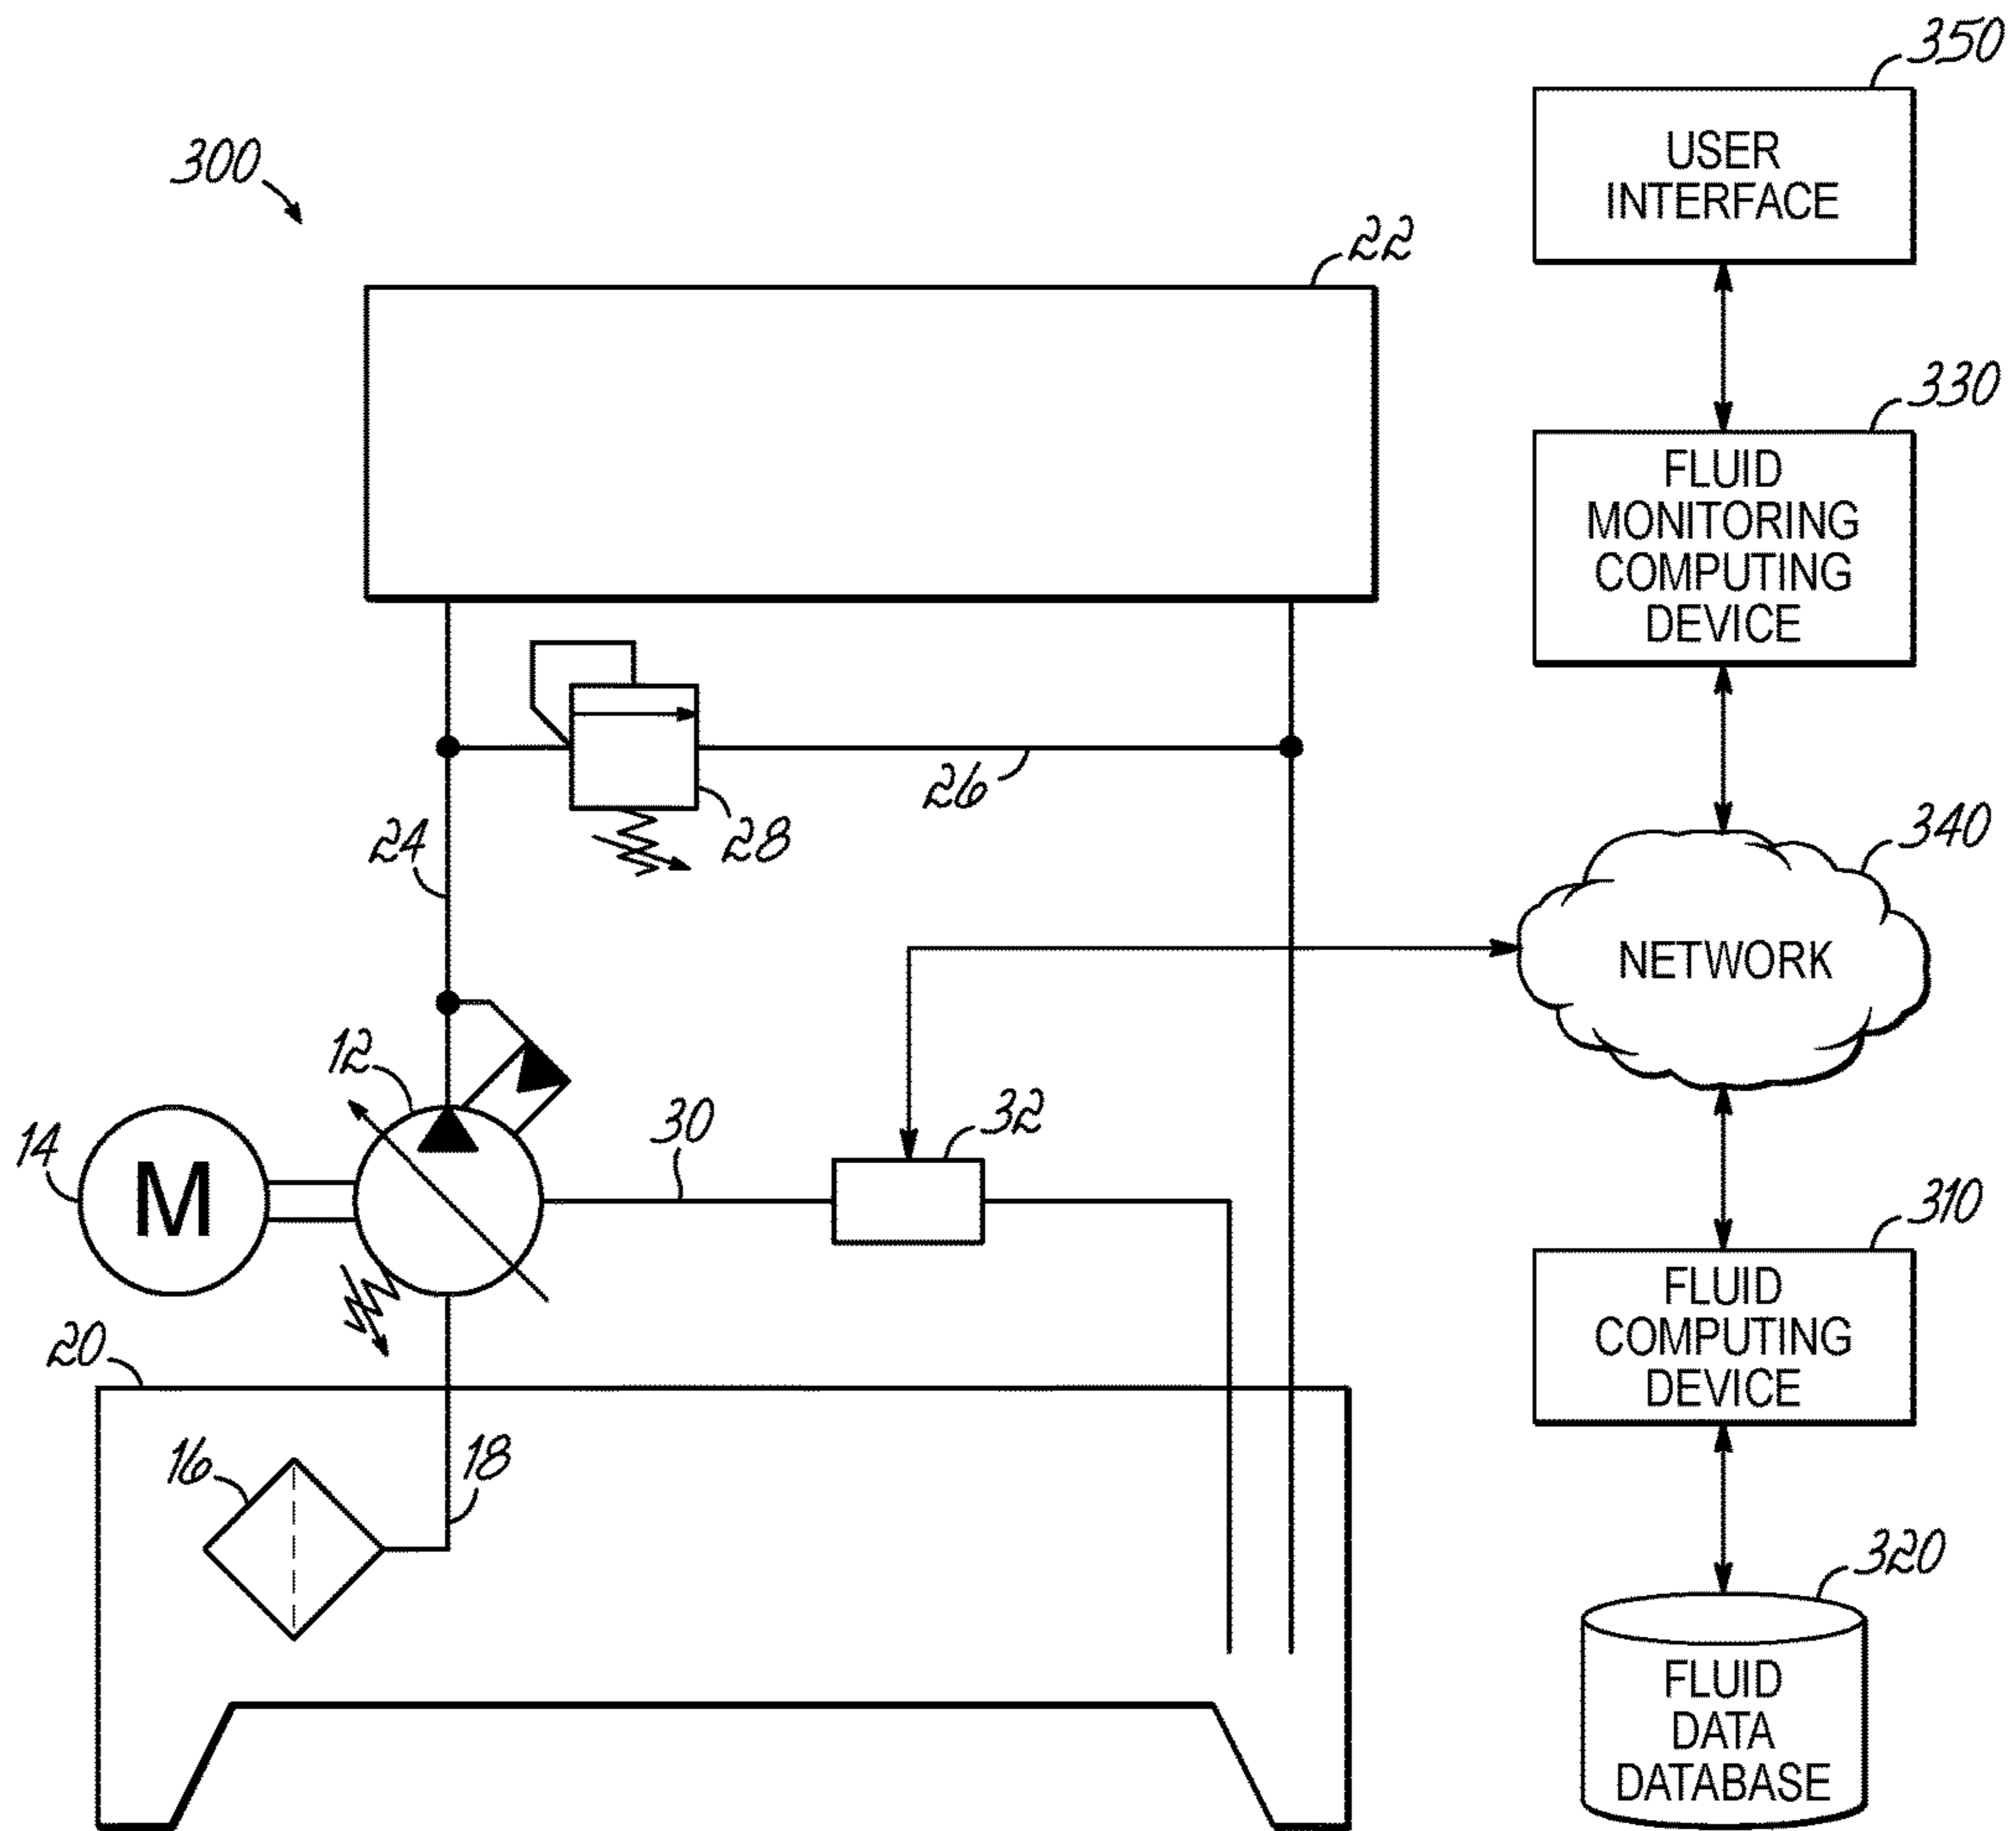 350
USER
INTERFACE
300
22
330
FLUID
MONITORING
COMPUTING
DEVICE
26
28
24
340
NETWORK
12
14
M
30
32
310
FLUID
COMPUTING
DEVICE
20
16
18
320
FLUID
DATA
DATABASE